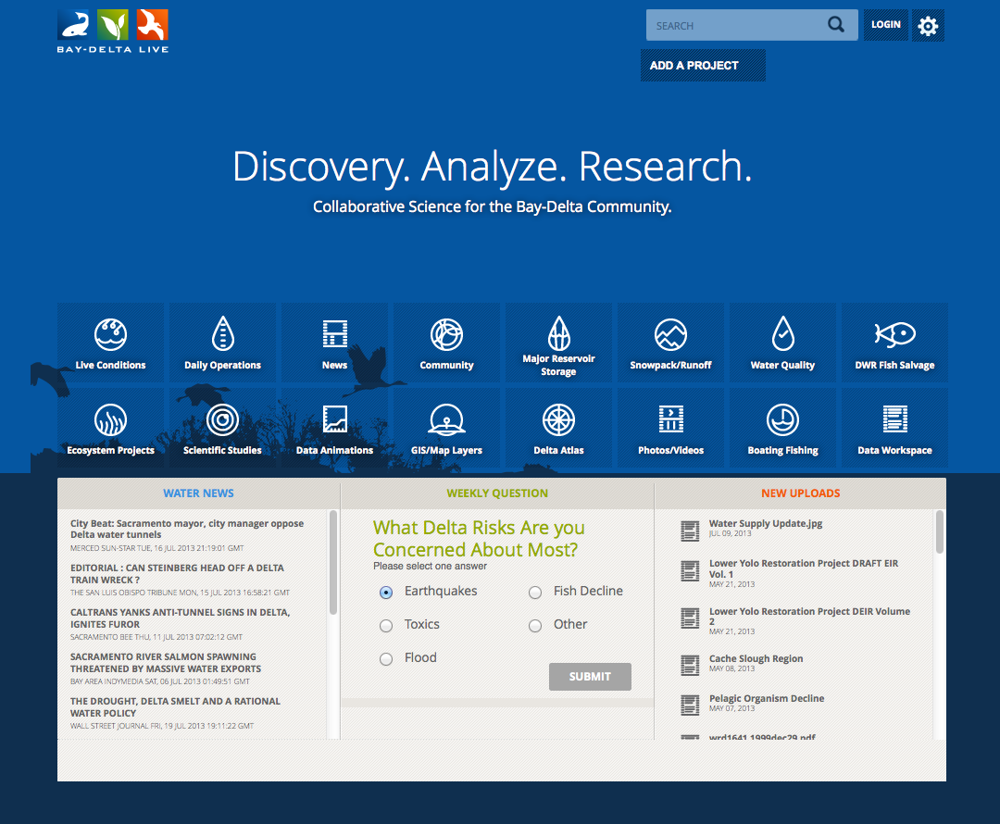 BAY-DELTA LIVE
SEARCH
LOGIN
ADD A PROJECT
Discovery. Analyze. Research.
Collaborative Science for the Bay-Delta Community.
Live Conditions
Daily Operations
News
Community
Major Reservoir
Storage
Snowpack/Runoff
Water Quality
DWR Fish Salvage
Ecosystem Projects
Scientific Studies
Data Animations
GIS/Map Layers
Delta Atlas
Photos/Videos
Boating Fishing
Data Workspace
WATER NEWS
City Beat: Sacramento mayor, city manager oppose
Delta water tunnels
MERCED SUN-STAR TUE, 16 JUL 2013 21:19:01 GMT
EDITORIAL : CAN STEINBERG HEAD OFF A DELTA
TRAIN WRECK ?
THE SAN LUIS OBISPO TRIBUNE MON, 15 JUL 2013 16:58:21 GMT
CALTRANS YANKS ANTI-TUNNEL SIGNS IN DELTA,
IGNITES FUROR
SACRAMENTO BEE THU, 11 JUL 2013 07:02:12 GMT
SACRAMENTO RIVER SALMON SPAWNING
THREATENED BY MASSIVE WATER EXPORTS
BAY AREA INDYMEDIA SAT, 06 JUL 2013 01:49:51 GMT
THE DROUGHT, DELTA SMELT AND A RATIONAL
WATER POLICY
WALL STREET JOURNAL FRI, 19 JUL 2013 19:11:22 GMT
WEEKLY QUESTION
What Delta Risks Are you
Concerned About Most?
Please select one answer
Earthquakes
Fish Decline
Toxics
Other
Flood
SUBMIT
NEW UPLOADS
Water Supply Update.jpg
JUL 09, 2013
Lower Yolo Restoration Project DRAFT EIR
Vol. 1
MAY 21, 2013
Lower Yolo Restoration Project DEIR Volume
2
MAY 21, 2013
Cache Slough Region
MAY 08, 2013
Pelagic Organism Decline
MAY 07, 2013
wrd1641 1999dec29.pdf